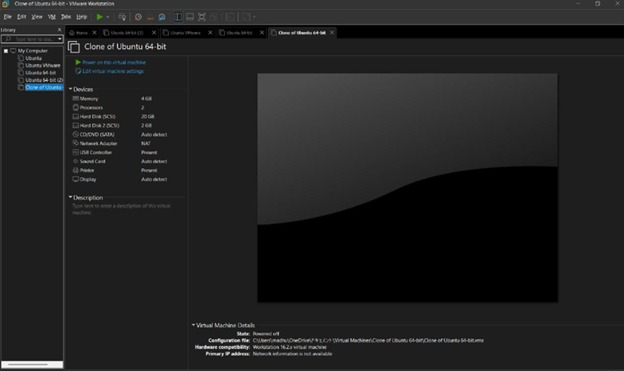 Clone of Ubuntu 64-bit - VMware Workstation
File Edit View VM Tabs Help
Library
Type here to sea...
My Computer
Ubuntu
Ubuntu VMware
Ubuntu 64-bit
Ubuntu 64-bit (2)
Clone of Ubuntu
Home
Ubuntu 64-bit (2)
Ubuntu VMware
Ubuntu 64-bit
Clone of Ubuntu 64-bit
Clone of Ubuntu 64-bit
Power on this virtual machine
Edit virtual machine settings
Devices
Memory 4 GB
Processors 2
Hard Disk (SCSI) 20 GB
Hard Disk 2 (SCSI) 2 GB
CD/DVD (SATA) Auto detect
Network Adapter NAT
USB Controller Present
Sound Card Auto detect
Printer Present
Display Auto detect
Description
Type here to enter a description of this virtual
machine.
Virtual Machine Details
State: Powered off
Configuration file: C:\Users\madhu\OneDrive\ドキュメント\Virtual Machines\Clone of Ubuntu 64-bit\Clone of Ubuntu 64-bit.vmx
Hardware compatibility: Workstation 16.2.x virtual machine
Primary IP address: Network information is not available